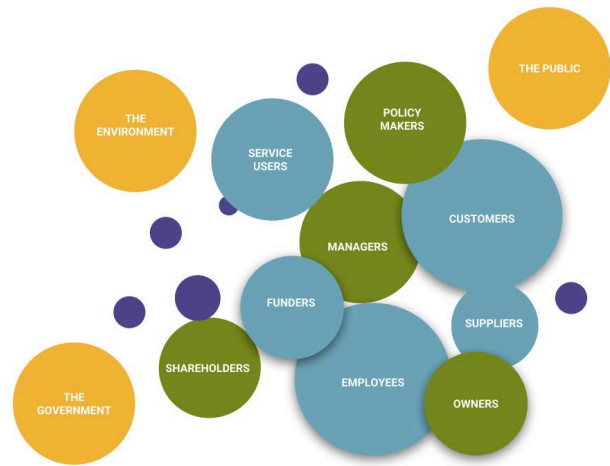 THE PUBLIC
POLICY
MAKERS
THE
ENVIRONMENT
SERVICE
USERS
CUSTOMERS
MANAGERS
FUNDERS
SUPPLIERS
SHAREHOLDERS
EMPLOYEES
THE
GOVERNMENT
OWNERS